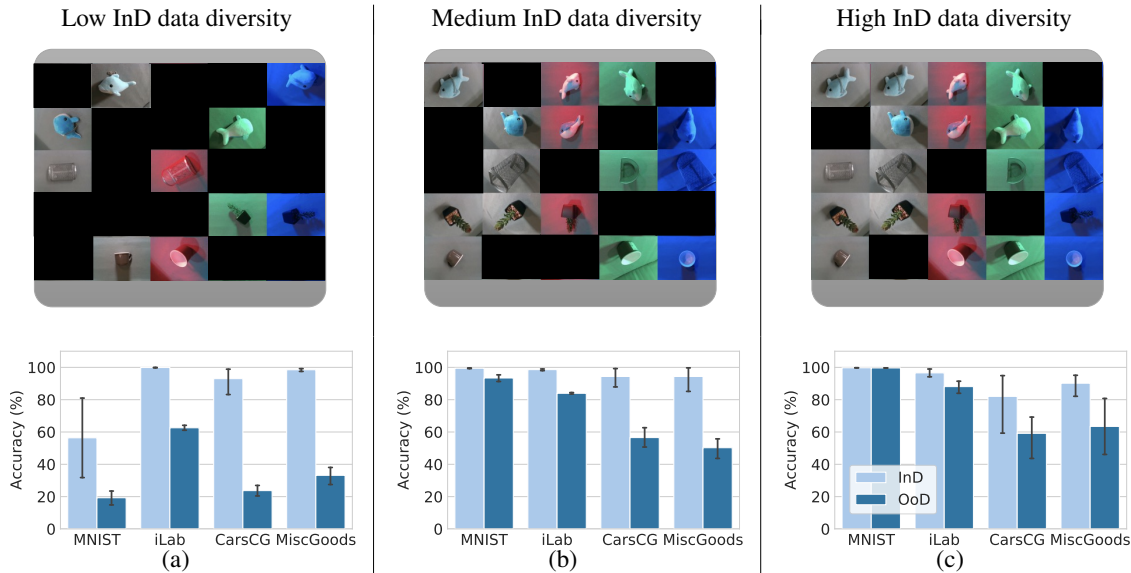 Low InD data diversity
Medium InD data diversity
High InD data diversity
Accuracy (%)
100
80
60
40
20
0
MNIST iLab CarsCG MiscGoods
(a)
Accuracy (%)
100
80
60
40
20
0
MNIST iLab CarsCG MiscGoods
(b)
Accuracy (%)
100
80
60
40
20
0
InD
OoD
MNIST iLab CarsCG MiscGoods
(c)